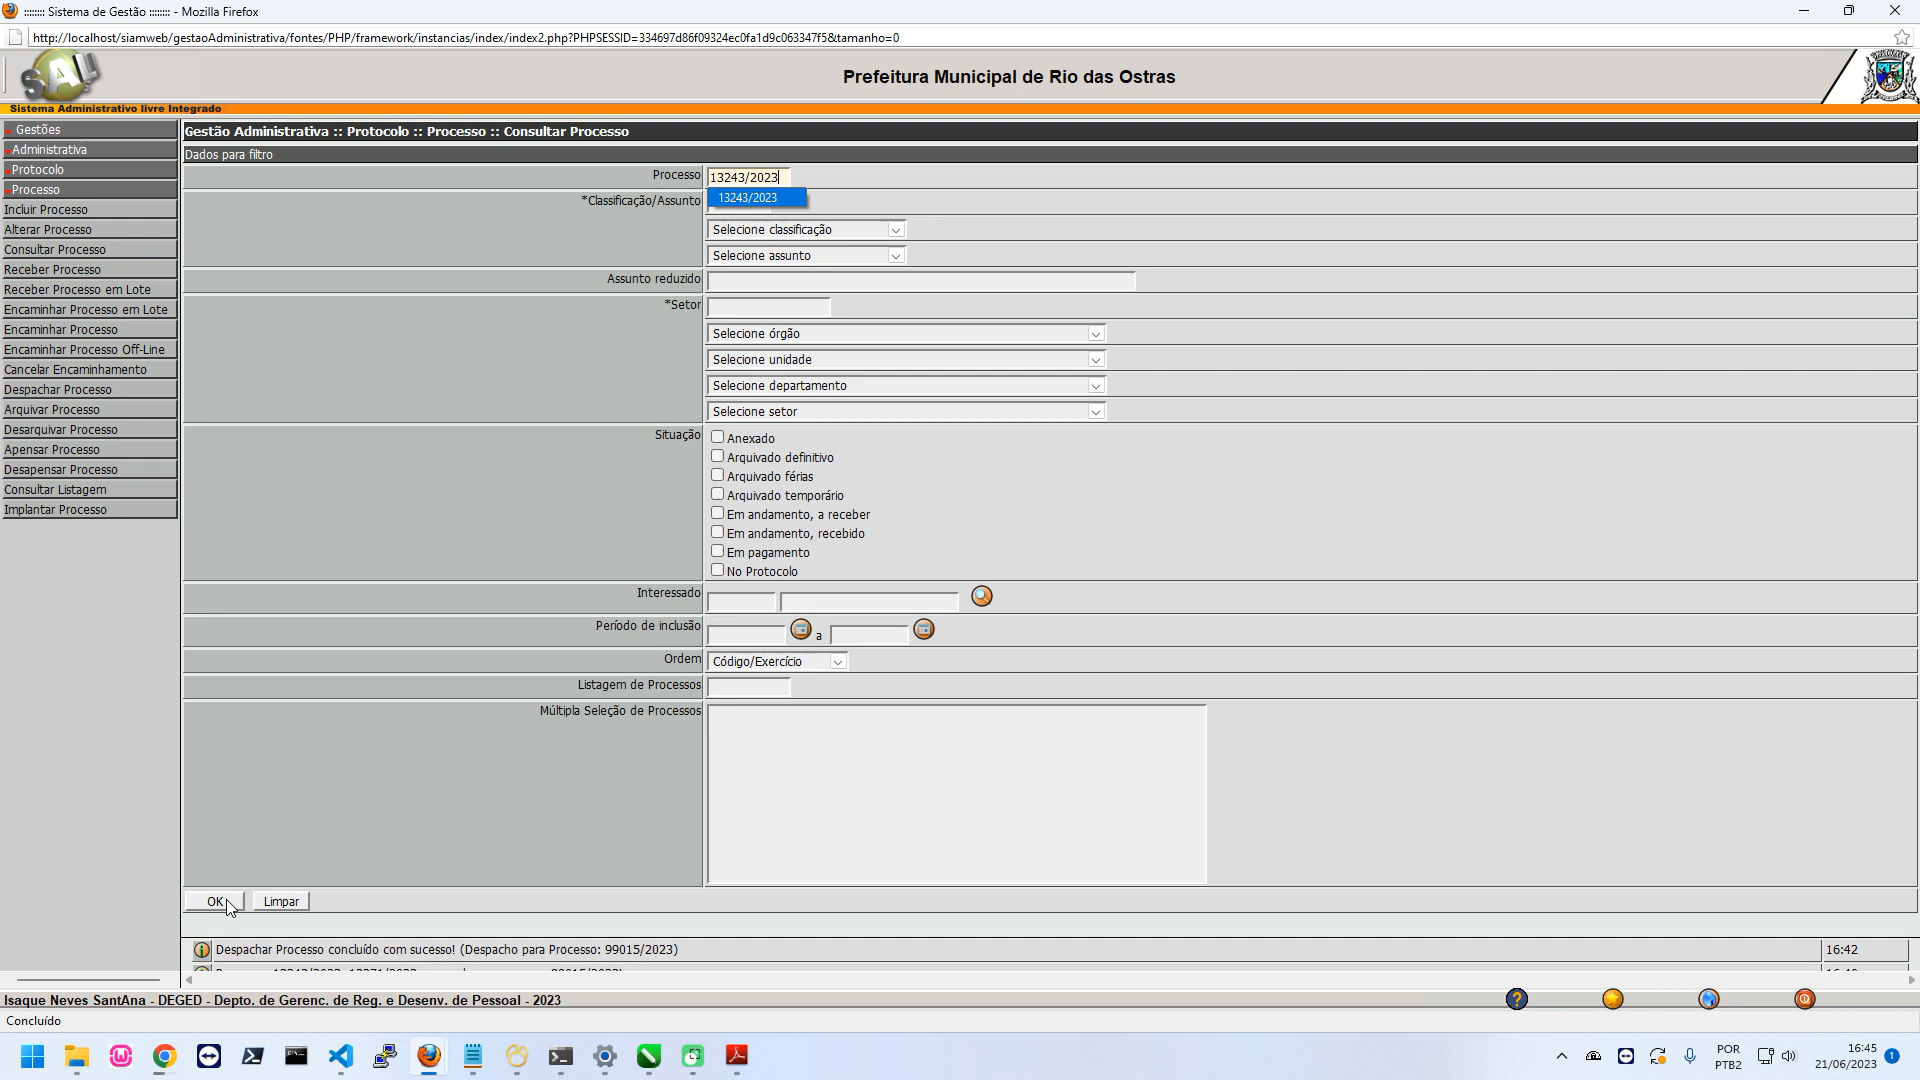 :::::::: Sistema de Gestão :::::::: - Mozilla Firefox
http://localhost/siamweb/gestaoAdministrativa/fontes/PHP/framework/instancias/index/index2.php?PHPSESSID=334697d86f09324ec0fa1d9c063347f5&tamanho=0
SAL
Prefeitura Municipal de Rio das Ostras
Sistema Administrativo livre Integrado
Gestões
Administrativa
Protocolo
Processo
Incluir Processo
Alterar Processo
Consultar Processo
Receber Processo
Receber Processo em Lote
Encaminhar Processo em Lote
Encaminhar Processo
Encaminhar Processo Off-Line
Cancelar Encaminhamento
Despachar Processo
Arquivar Processo
Desarquivar Processo
Apensar Processo
Desapensar Processo
Consultar Listagem
Implantar Processo
Gestão Administrativa :: Protocolo :: Processo :: Consultar Processo
Dados para filtro
Processo 13243/2023
13243/2023
*Classificação/Assunto
Selecione classificação
Selecione assunto
Assunto reduzido
*Setor
Selecione órgão
Selecione unidade
Selecione departamento
Selecione setor
Situação
Anexado
Arquivado definitivo
Arquivado férias
Arquivado temporário
Em andamento, a receber
Em andamento, recebido
Em pagamento
No Protocolo
Interessado
Período de inclusão a
Ordem Código/Exercício
Listagem de Processos
Múltipla Seleção de Processos
OK Limpar
Despachar Processo concluído com sucesso! (Despacho para Processo: 99015/2023) 16:42
Isaque Neves SantAna - DEGED - Depto. de Gerenc. de Reg. e Desenv. de Pessoal - 2023
Concluído
POR
PTB2
16:45
21/06/2023
1